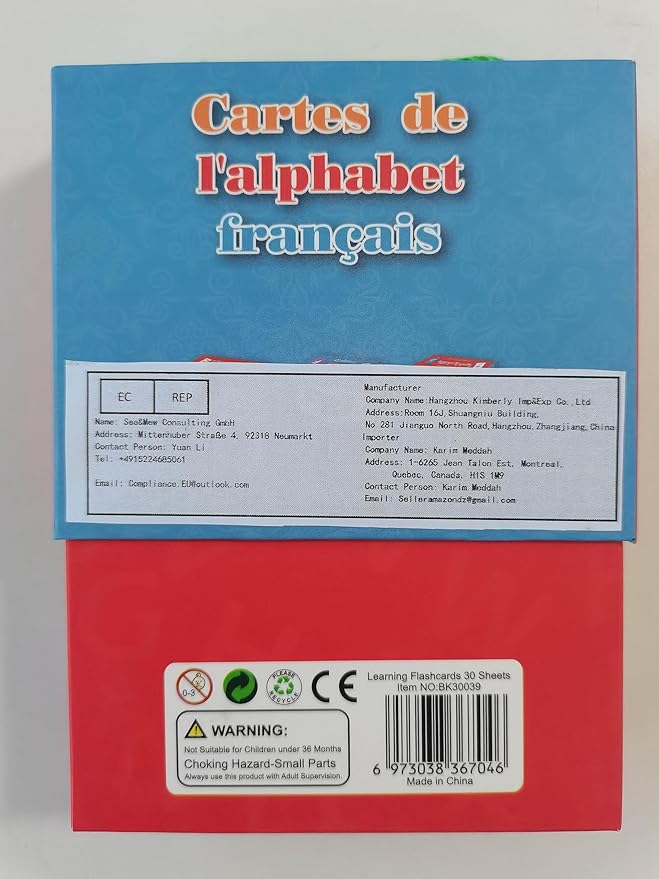 Cartes de
l'alphabet
français
EC REP
Name: Sea&Mew Consulting GmbH
Address: Mittenhuber Straße 4, 92318 Neumarkt
Contact Person: Yuan Li
Tel: +4915224685061
Email: Compliance.EU@outlook.com
Manufacturer
Company Name:Hangzhou Kimberly Imp&Exp Co.,Ltd
Address:Room 16J,Shuangniu Building,
No 281 Jianguo North Road,Hangzhou,Zhangjiang,China
Importer
Company Name: Karim Meddah
Address: 1-6265 Jean Talon Est, Montreal,
Quebec, Canada, H1S 1M9
Contact Person: Karim Meddah
Email: Selleramazondz@gmail.com
0-3
PLEASE
RECYCLE
CE
WARNING:
Not Suitable for Children under 36 Months
Choking Hazard-Small Parts
Always use this product with Adult Supervision.
Learning Flashcards 30 Sheets
Item NO:BK30039
6 973038 367046
Made in China